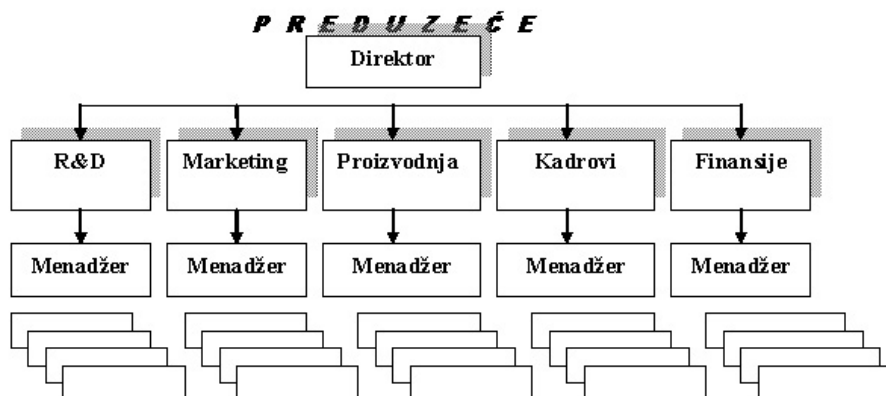 PREDUZEĆE
Direktor
R&D Marketing Proizvodnja Kadrovi Finansije
Menadžer Menadžer Menadžer Menadžer Menadžer